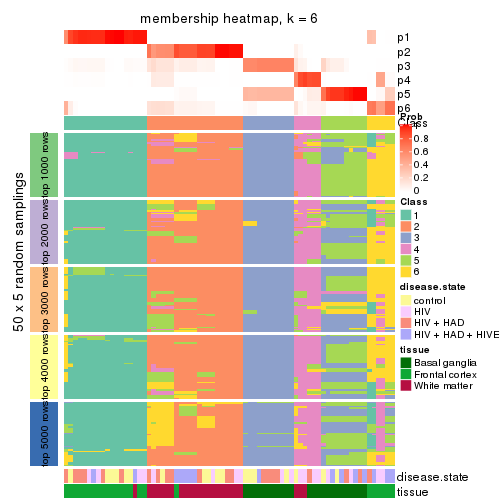 membership heatmap, k = 6
p1
p2
p3
p4
p5
p6
Class
50 x 5 random samplings
top 1000 rows
top 2000 rows
top 3000 rows
top 4000 rows
top 5000 rows
disease.state
tissue
Prob
1
0.8
0.6
0.4
0.2
0
Class
1
2
3
4
5
6
disease.state
control
HIV
HIV + HAD
HIV + HAD + HIVE
tissue
Basal ganglia
Frontal cortex
White matter